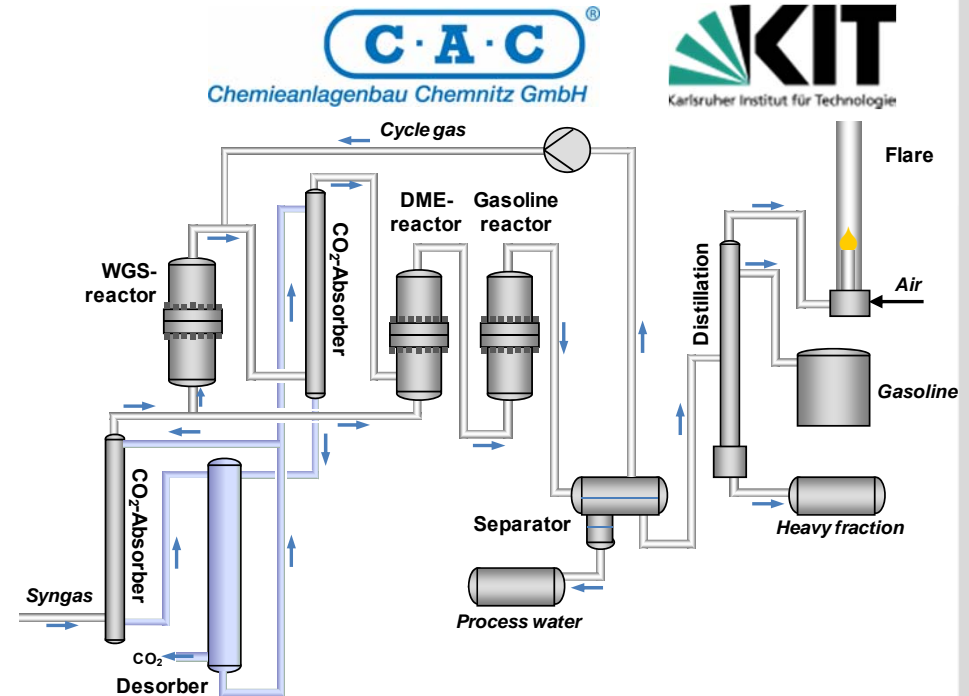 C·A·C®
Chemieanlagenbau Chemnitz GmbH
KIT
Karlsruher Institut für Technologie
Cycle gas
Flare
DME-
reactor
Gasoline
reactor
CO₂-Absorber
WGS-
reactor
Distillation
Air
Gasoline
CO₂-Absorber
Separator
Heavy fraction
Syngas
Process water
CO₂
Desorber